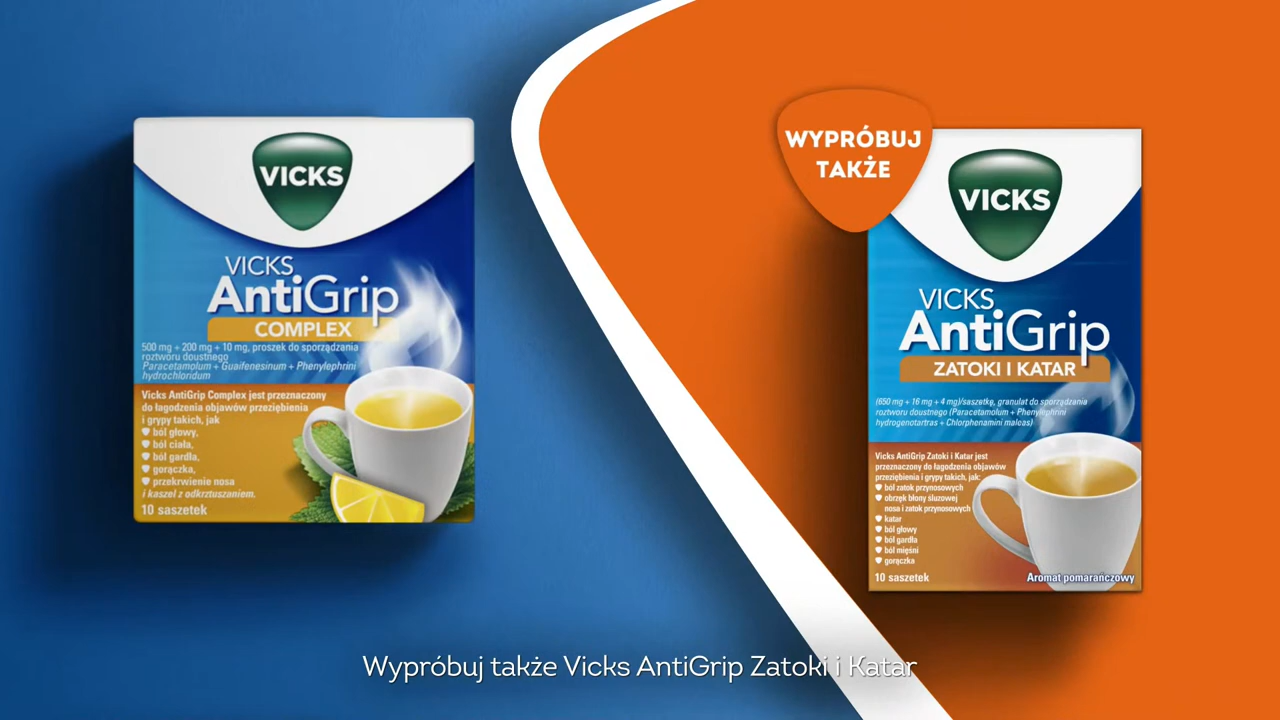 VICKS
VICKS
AntiGrip
COMPLEX
500 mg + 200 mg + 10 mg, proszek do sporządzania
roztworu doustnego
Paracetamolum + Guaifenesinum + Phenylephrini
hydrochloridum
Vicks AntiGrip Complex jest przeznaczony
do łagodzenia objawów przeziębienia
i grypy takich, jak
ból głowy,
ból ciała,
ból gardła,
gorączka,
przekrwienie nosa
i kaszel z odkrztuszaniem.
10 saszetek
WYPRÓBUJ
TAKŻE
VICKS
VICKS
AntiGrip
ZATOKI I KATAR
(650 mg + 16 mg + 4 mg)/saszetkę, granulat do sporządzania
roztworu doustnego (Paracetamolum + Phenylephrini
hydrogenotartras + Chlorphenamini maleas)
Vicks AntiGrip Zatoki i Katar jest
przeznaczony do łagodzenia objawów
przeziębienia i grypy takich, jak:
ból zatok przynosowych
obrzęk błony śluzowej
nosa i zatok przynosowych
katar
ból głowy
ból gardła
ból mięśni
gorączka
10 saszetek
Aromat pomarańczowy
Wypróbuj także Vicks AntiGrip Zatoki i Katar